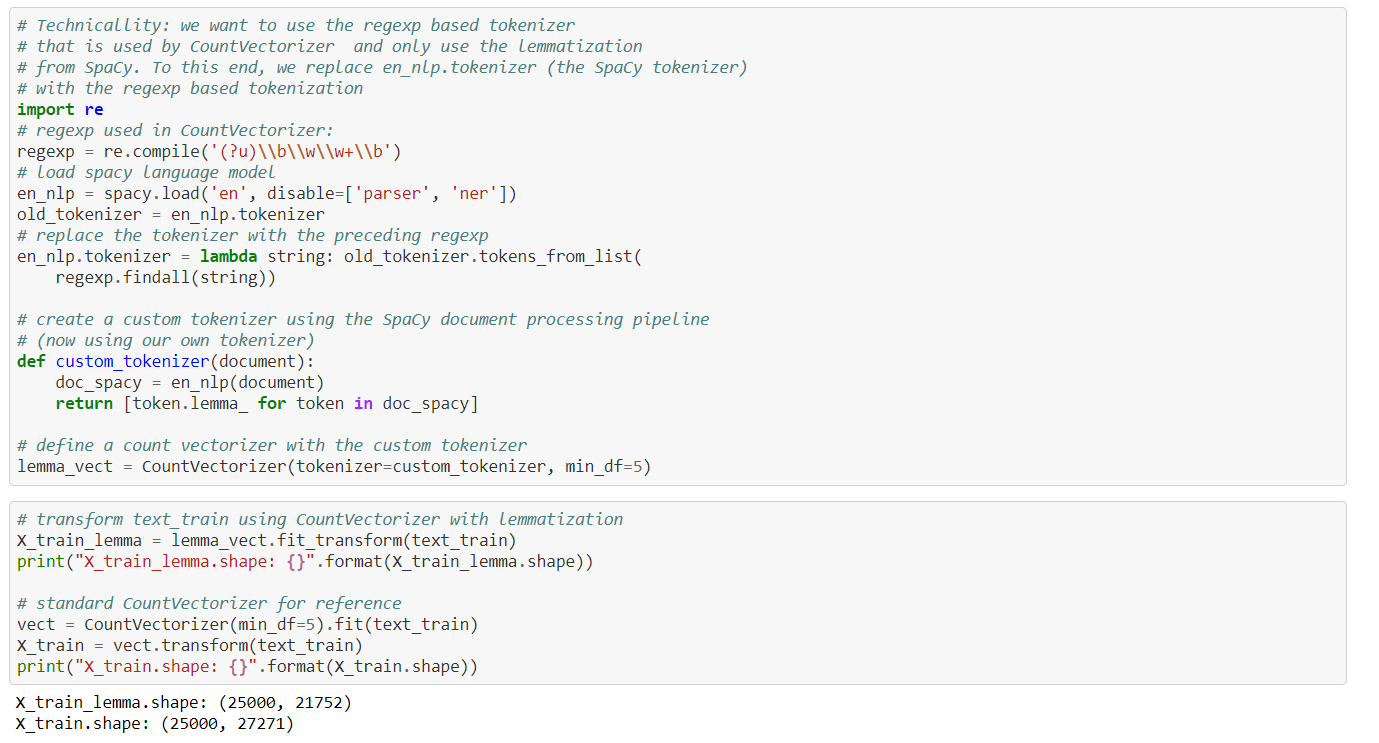 # Technicallity: we want to use the regexp based tokenizer
# that is used by CountVectorizer  and only use the lemmatization
# from SpaCy. To this end, we replace en_nlp.tokenizer (the SpaCy tokenizer)
# with the regexp based tokenization
import re
# regexp used in CountVectorizer:
regexp = re.compile('(?u)\\b\\w\\w+\\b')
# load spacy language model
en_nlp = spacy.load('en', disable=['parser', 'ner'])
old_tokenizer = en_nlp.tokenizer
# replace the tokenizer with the preceding regexp
en_nlp.tokenizer = lambda string: old_tokenizer.tokens_from_list(
    regexp.findall(string))

# create a custom tokenizer using the SpaCy document processing pipeline
# (now using our own tokenizer)
def custom_tokenizer(document):
    doc_spacy = en_nlp(document)
    return [token.lemma_ for token in doc_spacy]

# define a count vectorizer with the custom tokenizer
lemma_vect = CountVectorizer(tokenizer=custom_tokenizer, min_df=5)

# transform text_train using CountVectorizer with lemmatization
X_train_lemma = lemma_vect.fit_transform(text_train)
print("X_train_lemma.shape: {}".format(X_train_lemma.shape))

# standard CountVectorizer for reference
vect = CountVectorizer(min_df=5).fit(text_train)
X_train = vect.transform(text_train)
print("X_train.shape: {}".format(X_train.shape))

X_train_lemma.shape: (25000, 21752)
X_train.shape: (25000, 27271)